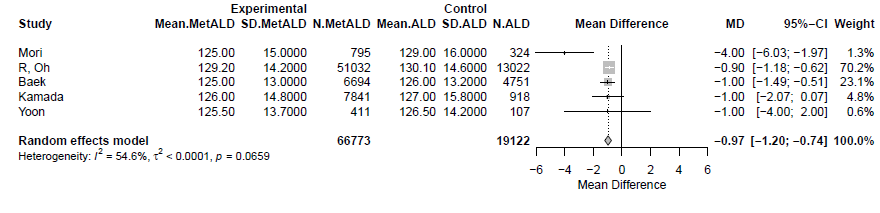 Experimental Control
Study Mean.MetALD SD.MetALD N.MetALD Mean.ALD SD.ALD N.ALD Mean Difference MD 95%−CI Weight
Mori 125.00 15.0000 795 129.00 16.0000 324 −4.00 [−6.03; −1.97] 1.3%
R, Oh 129.20 14.2000 51032 130.10 14.6000 13022 −0.90 [−1.18; −0.62] 70.2%
Baek 125.00 13.0000 6694 126.00 13.2000 4751 −1.00 [−1.49; −0.51] 23.1%
Kamada 126.00 14.8000 7841 127.00 15.8000 918 −1.00 [−2.07; 0.07] 4.8%
Yoon 125.50 13.7000 411 126.50 14.2000 107 −1.00 [−4.00; 2.00] 0.6%
Random effects model 66773 19122 −0.97 [−1.20; −0.74] 100.0%
Heterogeneity: I² = 54.6%, τ² < 0.0001, p = 0.0659
−6 −4 −2 0 2 4 6
Mean Difference